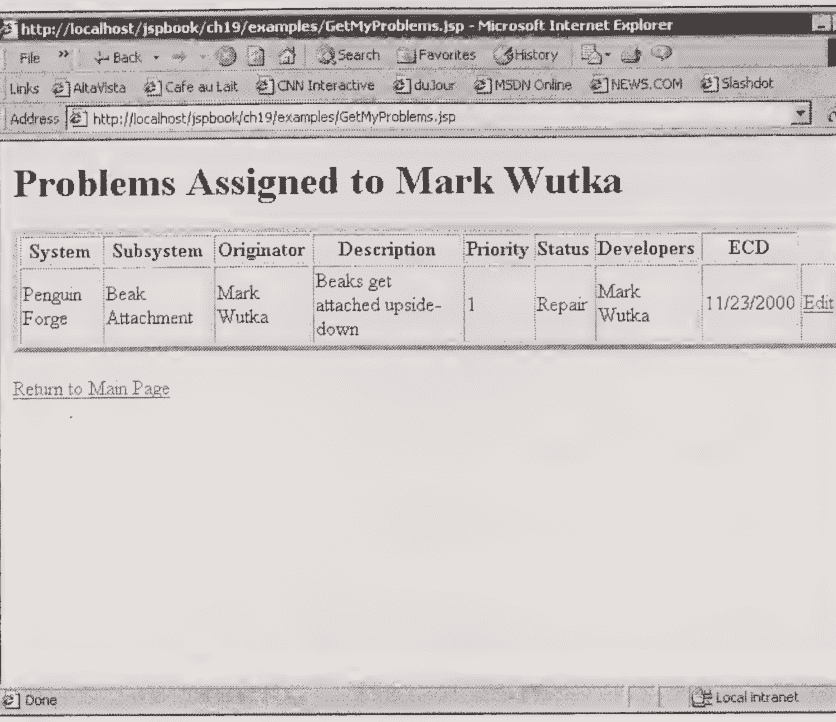 http://localhost/jspbook/ch19/examples/GetMyProblems.jsp - Microsoft Internet Explorer
File » Back Search Favorites History
Links AltaVista Cafe au Lait CNN Interactive duJour MSDN Online NEWS.COM Slashdot
Address http://localhost/jspbook/ch19/examples/GetMyProblems.jsp
Problems Assigned to Mark Wutka
System Subsystem Originator Description Priority Status Developers ECD
Penguin Forge Beak Attachment Mark Wutka Beaks get attached upside-down 1 Repair Mark Wutka 11/23/2000 Edit
Return to Main Page
Done Local intranet